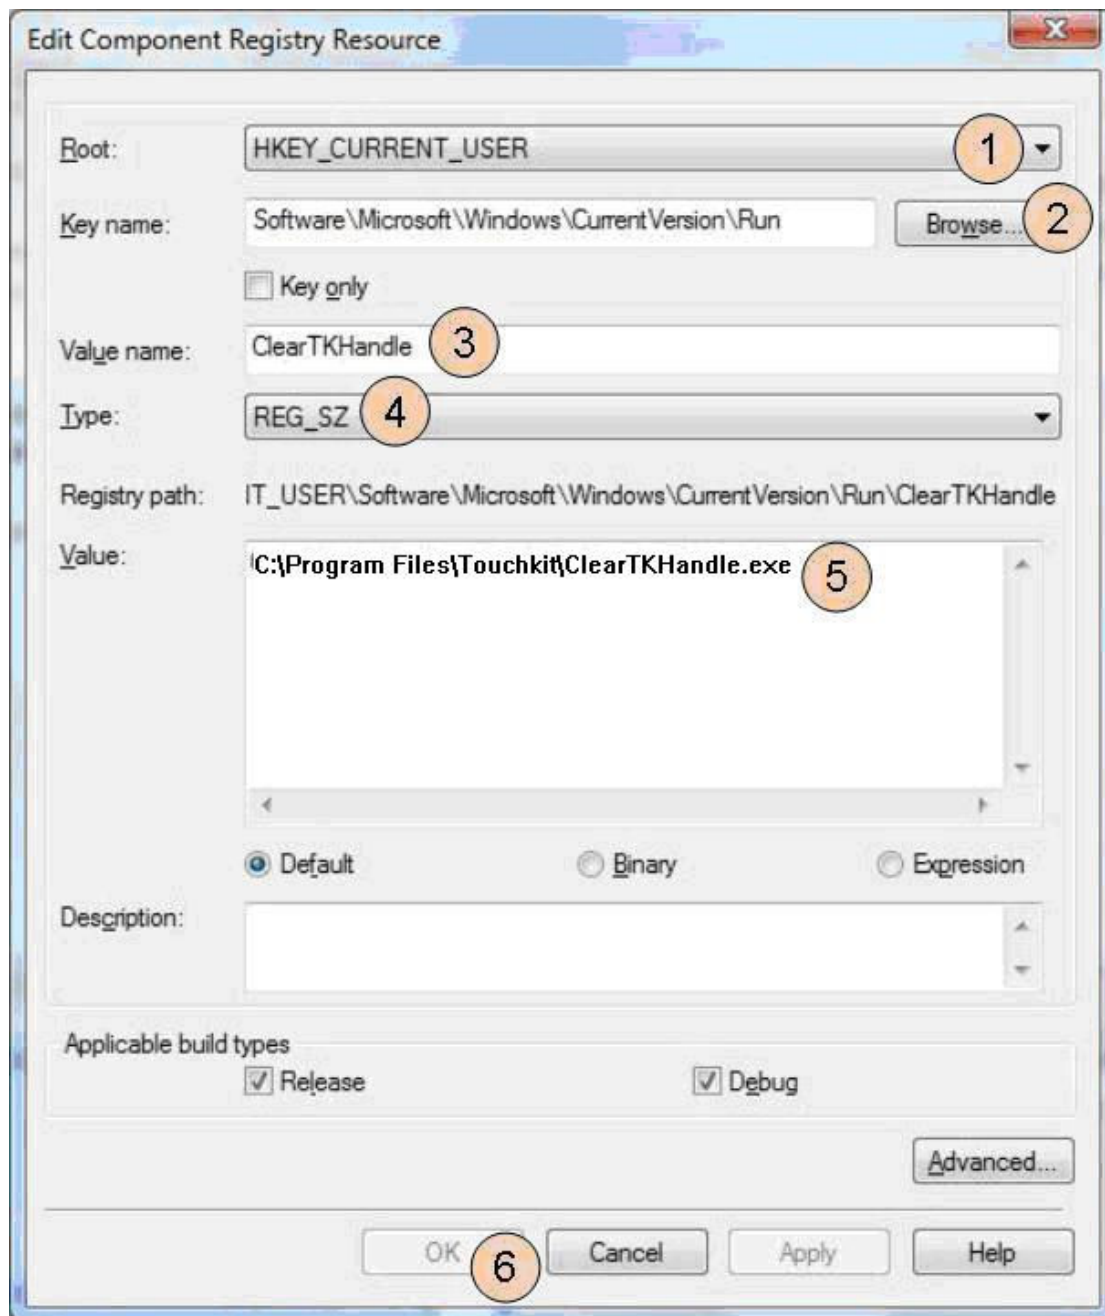 Edit Component Registry Resource
Root: HKEY_CURRENT_USER 1
Key name: Software\Microsoft\Windows\CurrentVersion\Run Browse... 2
Key only
Value name: ClearTKHandle 3
Type: REG_SZ 4
Registry path: IT_USER\Software\Microsoft\Windows\CurrentVersion\Run\ClearTKHandle
Value: C:\Program Files\Touchkit\ClearTKHandle.exe 5
Default Binary Expression
Description:
Applicable build types
Release Debug
Advanced...
OK 6 Cancel Apply Help